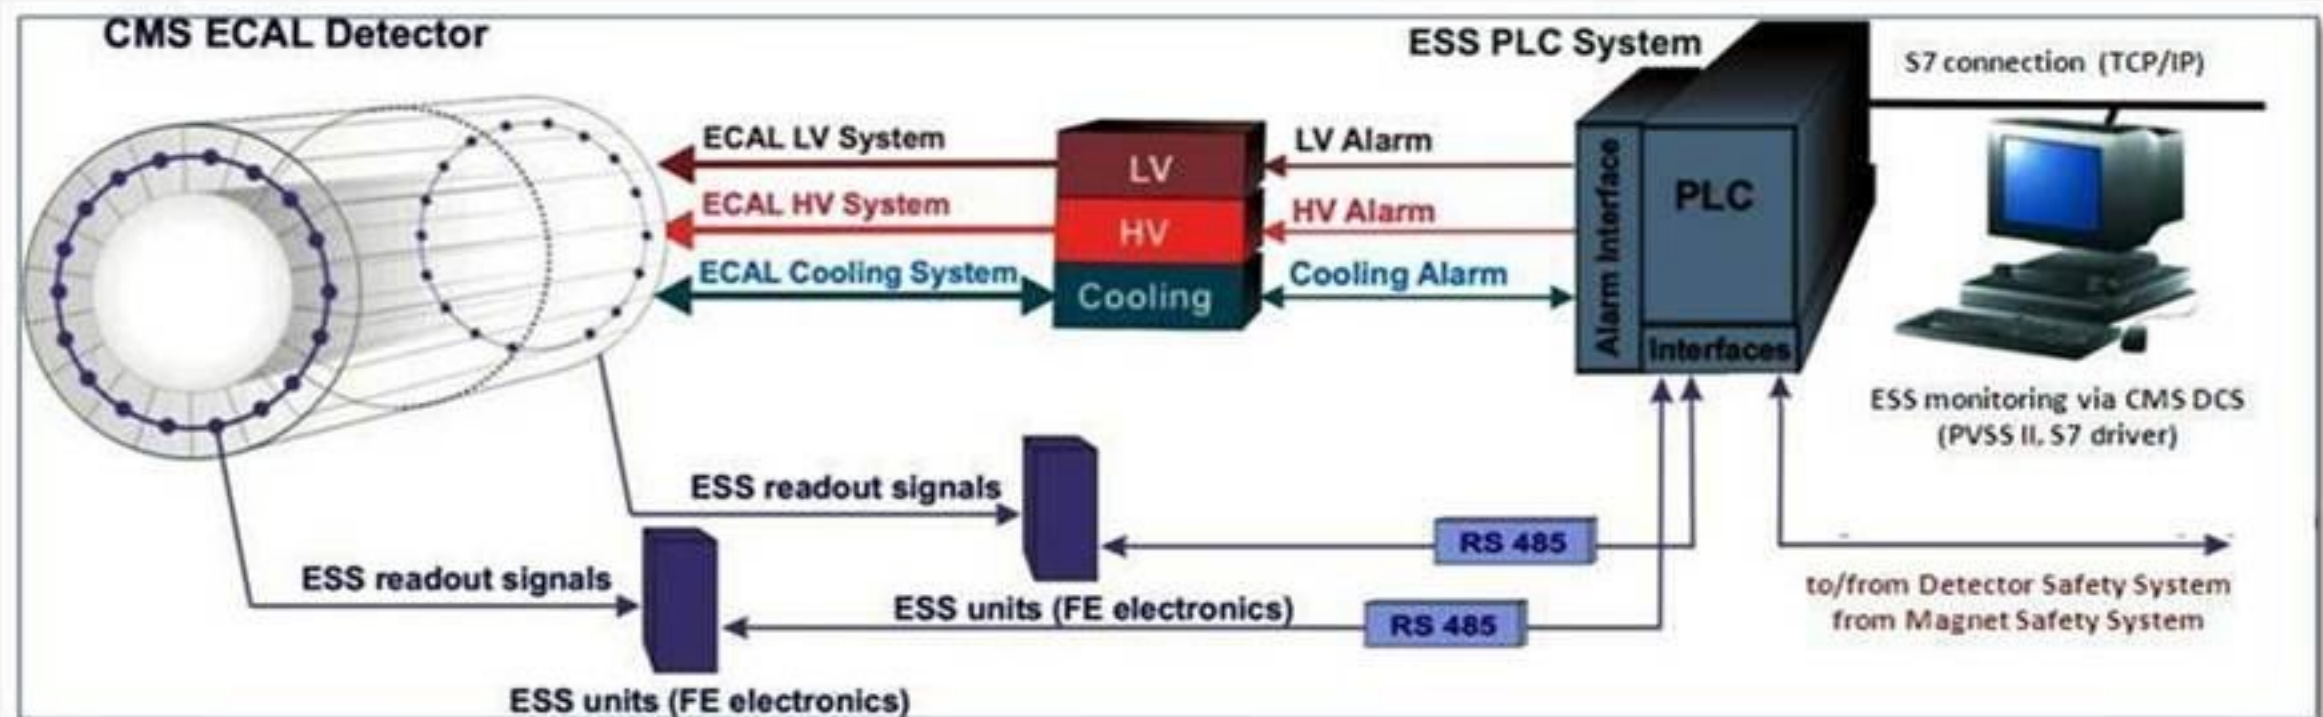 CMS ECAL Detector
ESS PLC System
S7 connection (TCP/IP)
ECAL LV System
LV
LV Alarm
ECAL HV System
HV
HV Alarm
ECAL Cooling System
Cooling
Cooling Alarm
Alarm Interface
PLC
Interfaces
ESS monitoring via CMS DCS
(PVSS II, S7 driver)
ESS readout signals
RS 485
ESS readout signals
ESS units (FE electronics)
RS 485
to/from Detector Safety System
from Magnet Safety System
ESS units (FE electronics)